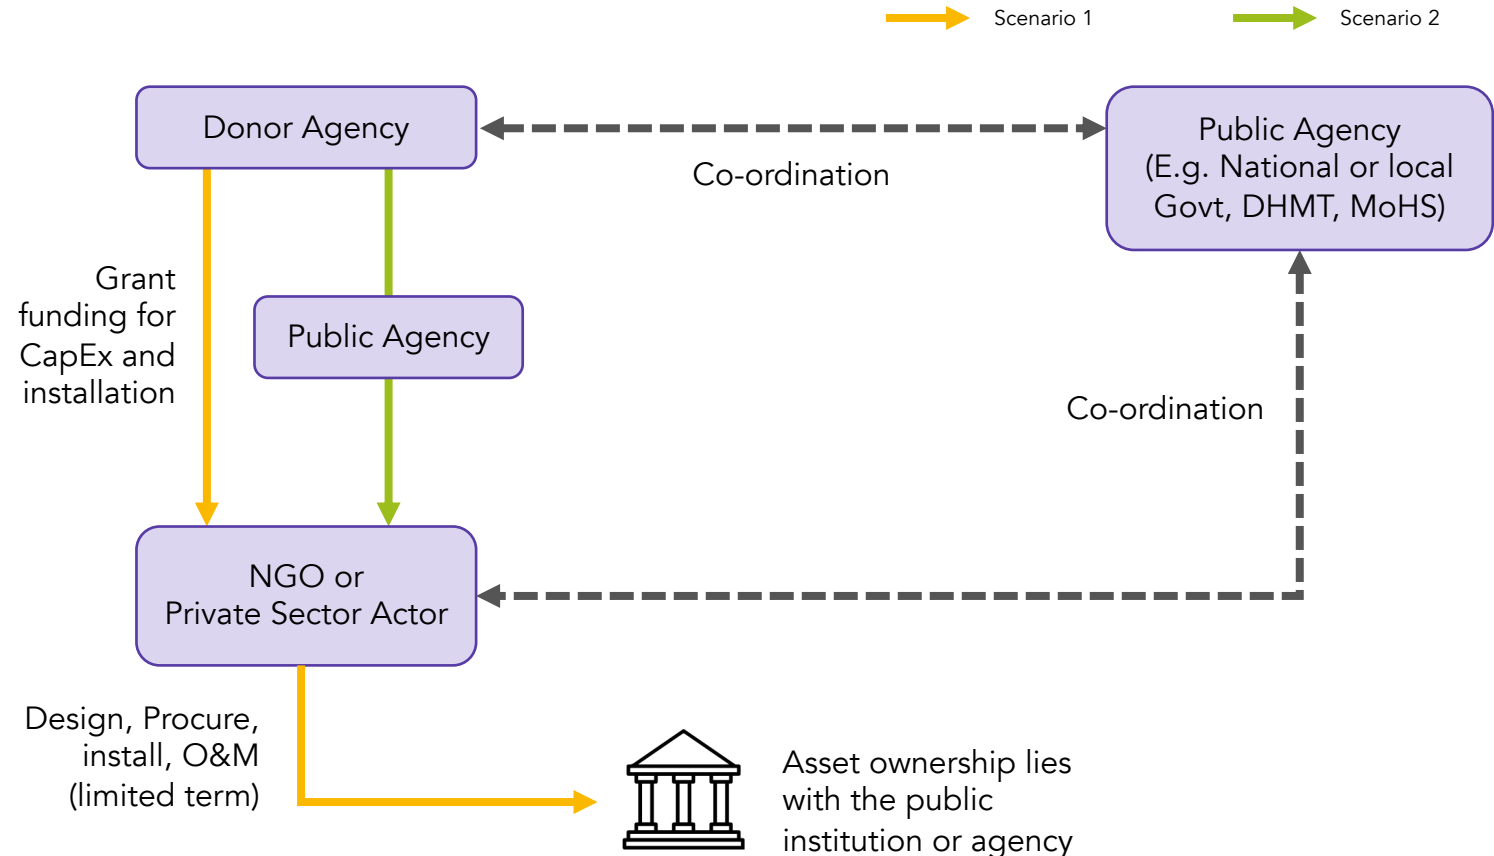 Scenario 1
Scenario 2
Donor Agency
Co-ordination
Public Agency
(E.g. National or local
Govt, DHMT, MoHS)
Grant
funding for
CapEx and
installation
Public Agency
Co-ordination
NGO or
Private Sector Actor
Design, Procure,
install, O&M
(limited term)
Asset ownership lies
with the public
institution or agency